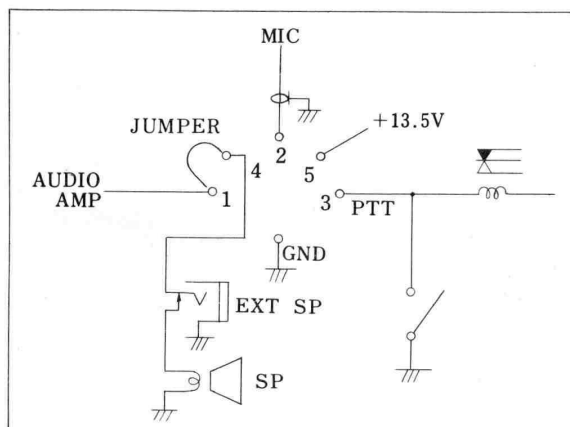 MIC
JUMPER
+13.5V
2
4
5
AUDIO
AMP
1
3
PTT
GND
EXT SP
SP